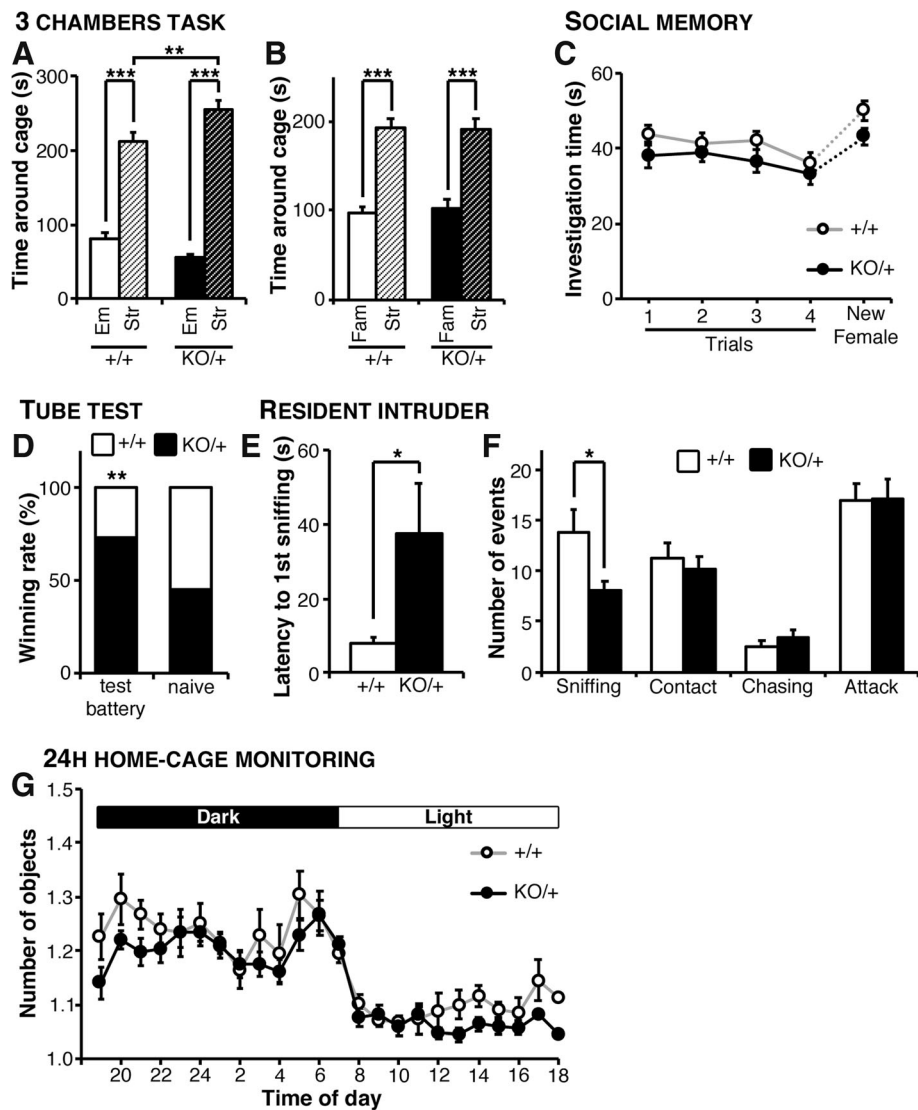 3 CHAMBERS TASK
SOCIAL MEMORY
A
Time around cage (s)
300
200
100
0
***
**
***
Em
Str
Em
Str
+/+
KO/+
B
Time around cage (s)
300
200
100
0
***
***
Fam
Str
Fam
Str
+/+
KO/+
C
Investigation time (s)
60
40
20
0
+/+
KO/+
1
2
3
4
New
Female
Trials
TUBE TEST
RESIDENT INTRUDER
D
+/+
KO/+
Winning rate (%)
100
50
0
**
test
battery
naive
E
Latency to 1st sniffing (s)
60
40
20
0
*
+/+
KO/+
F
+/+
KO/+
Number of events
20
15
10
5
0
*
Sniffing
Contact
Chasing
Attack
24H HOME-CAGE MONITORING
G
Number of objects
1.5
1.4
1.3
1.2
1.1
1.0
Dark
Light
+/+
KO/+
20
22
24
2
4
6
8
10
12
14
16
18
Time of day